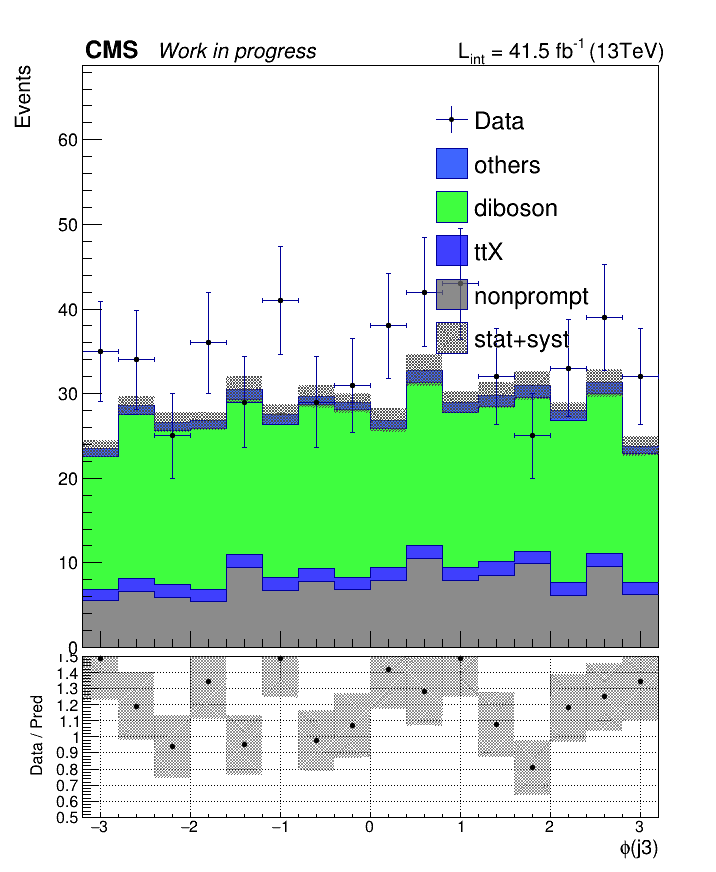 CMS Work in progress L_int = 41.5 fb^-1 (13TeV)
Events
60
50
40
30
20
10
0
Data
others
diboson
ttX
nonprompt
stat+syst
Data / Pred
1.5
1.4
1.3
1.2
1.1
1
0.9
0.8
0.7
0.6
0.5
−3 −2 −1 0 1 2 3
ϕ(j3)